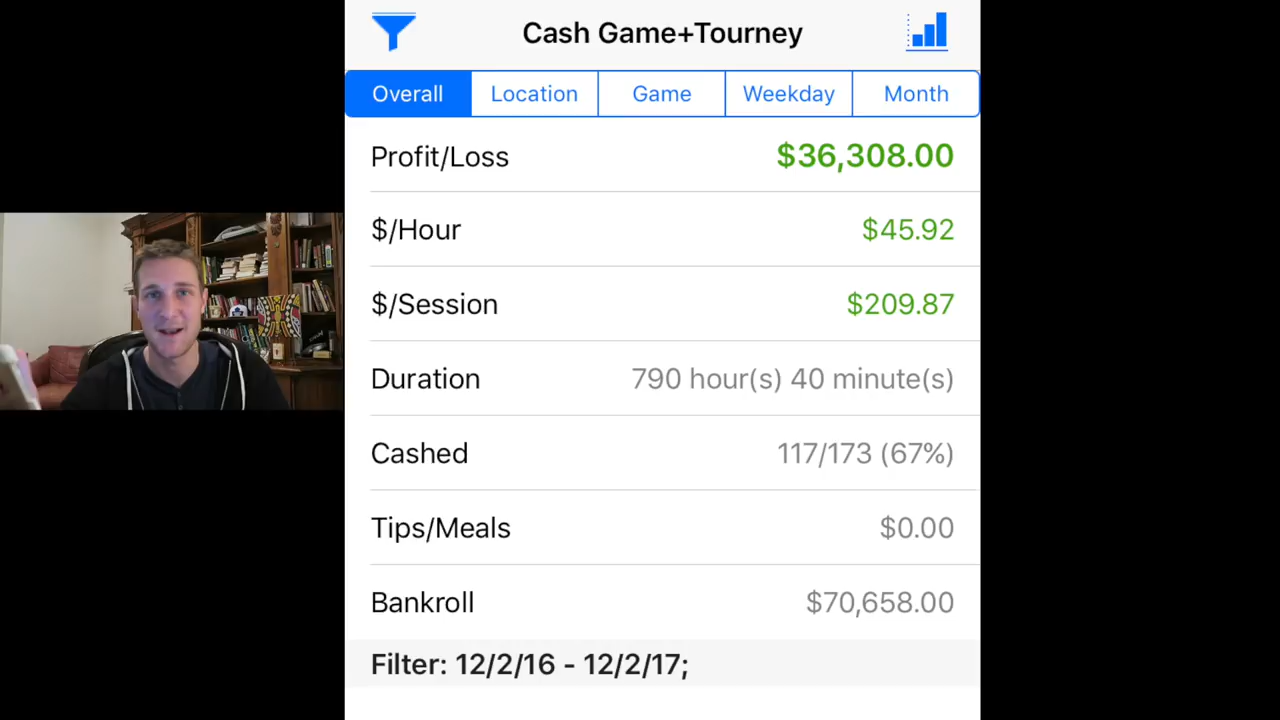 Cash Game+Tourney
Overall Location Game Weekday Month
Profit/Loss $36,308.00
$/Hour $45.92
$/Session $209.87
Duration 790 hour(s) 40 minute(s)
Cashed 117/173 (67%)
Tips/Meals $0.00
Bankroll $70,658.00
Filter: 12/2/16 - 12/2/17;